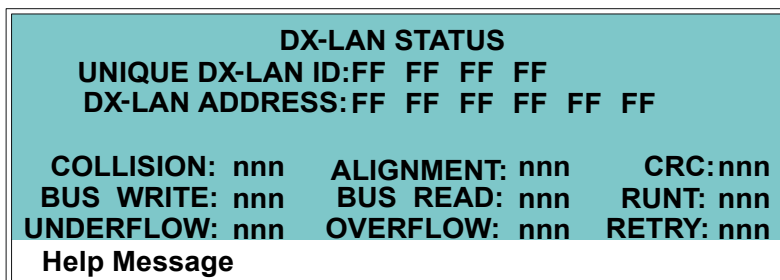 DX-LAN STATUS
UNIQUE DX-LAN ID:FF FF FF FF
DX-LAN ADDRESS:FF FF FF FF FF FF
COLLISION: nnn ALIGNMENT: nnn CRC:nnn
BUS WRITE: nnn BUS READ: nnn RUNT: nnn
UNDERFLOW: nnn OVERFLOW: nnn RETRY: nnn
Help Message